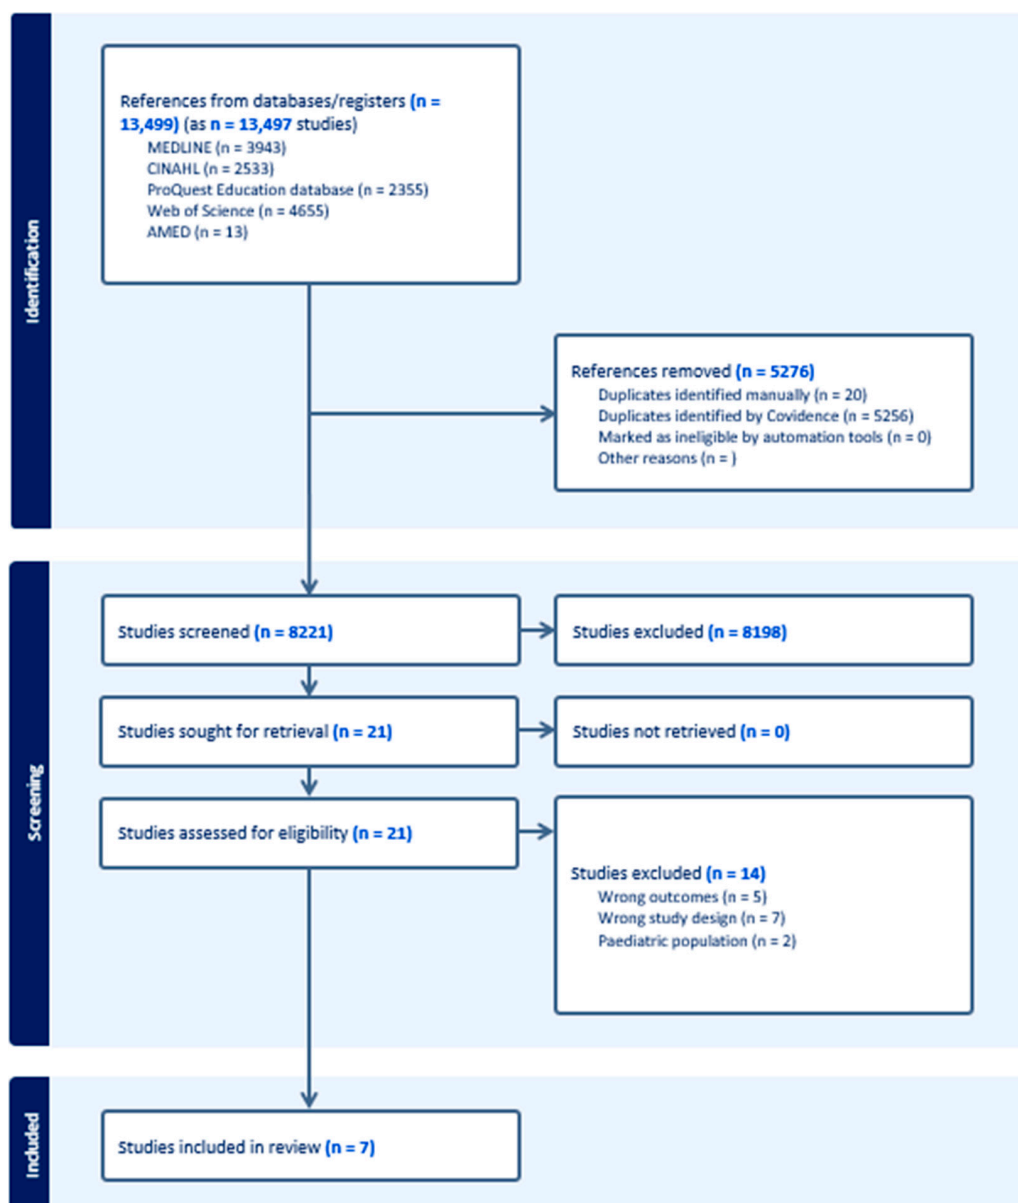 Identification
References from databases/registers (n =
13,499) (as n = 13,497 studies)
MEDLINE (n = 3943)
CINAHL (n = 2533)
ProQuest Education database (n = 2355)
Web of Science (n = 4655)
AMED (n = 13)
References removed (n = 5276)
Duplicates identified manually (n = 20)
Duplicates identified by Covidence (n = 5256)
Marked as ineligible by automation tools (n = 0)
Other reasons (n = )
Screening
Studies screened (n = 8221)
Studies excluded (n = 8198)
Studies sought for retrieval (n = 21)
Studies not retrieved (n = 0)
Studies assessed for eligibility (n = 21)
Studies excluded (n = 14)
Wrong outcomes (n = 5)
Wrong study design (n = 7)
Paediatric population (n = 2)
Included
Studies included in review (n = 7)